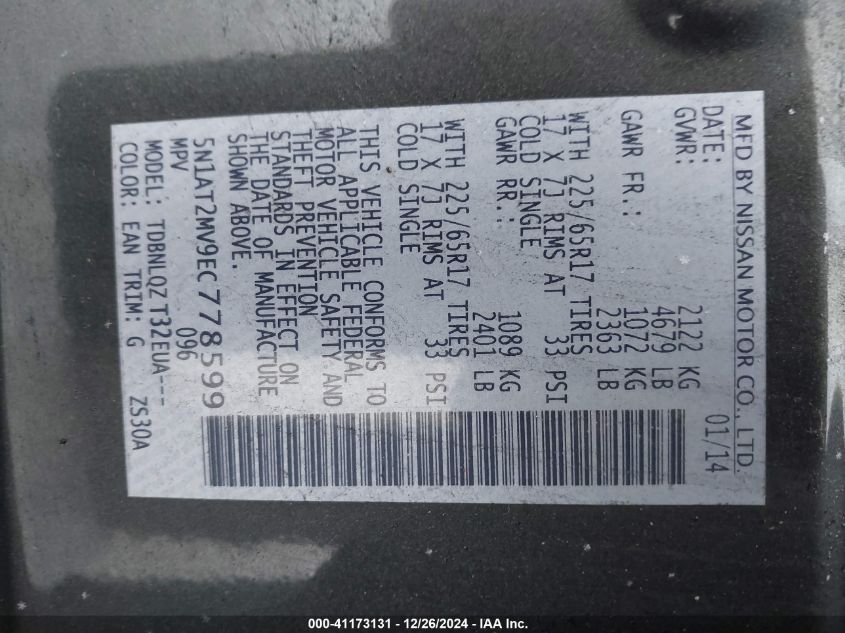 MFD BY NISSAN MOTOR CO., LTD.
DATE: 01/14
GVWR: 2122 KG
4679 LB
GAWR FR.: 1072 KG
2363 LB
WITH 225/65R17 TIRES
17 X 7J RIMS AT 33 PSI
COLD SINGLE
GAWR RR.: 1089 KG
2401 LB
WITH 225/65R17 TIRES
17 X 7J RIMS AT 33 PSI
COLD SINGLE
THIS VEHICLE CONFORMS TO
ALL APPLICABLE FEDERAL
MOTOR VEHICLE SAFETY AND
THEFT PREVENTION
STANDARDS IN EFFECT ON
THE DATE OF MANUFACTURE
SHOWN ABOVE.
5N1AT2MV9EC778599
MPV 096
MODEL: TDBNLQZT32EUA---
COLOR: EAN TRIM: G ZS30A
000-41173131 - 12/26/2024 - IAA Inc.